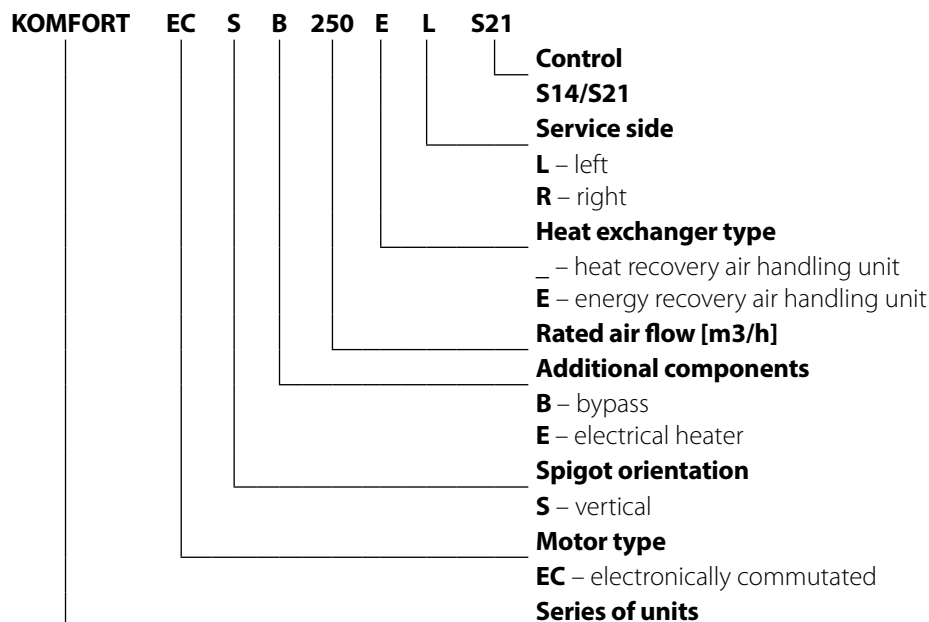 KOMFORT EC S B 250 E L S21
Control
S14/S21
Service side
L – left
R – right
Heat exchanger type
_ – heat recovery air handling unit
E – energy recovery air handling unit
Rated air flow [m3/h]
Additional components
B – bypass
E – electrical heater
Spigot orientation
S – vertical
Motor type
EC – electronically commutated
Series of units